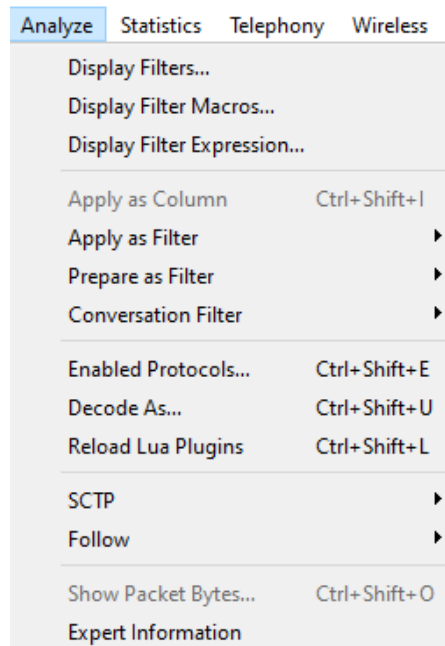 Analyze Statistics Telephony Wireless
Display Filters...
Display Filter Macros...
Display Filter Expression...
Apply as Column Ctrl+Shift+I
Apply as Filter
Prepare as Filter
Conversation Filter
Enabled Protocols... Ctrl+Shift+E
Decode As... Ctrl+Shift+U
Reload Lua Plugins Ctrl+Shift+L
SCTP
Follow
Show Packet Bytes... Ctrl+Shift+O
Expert Information